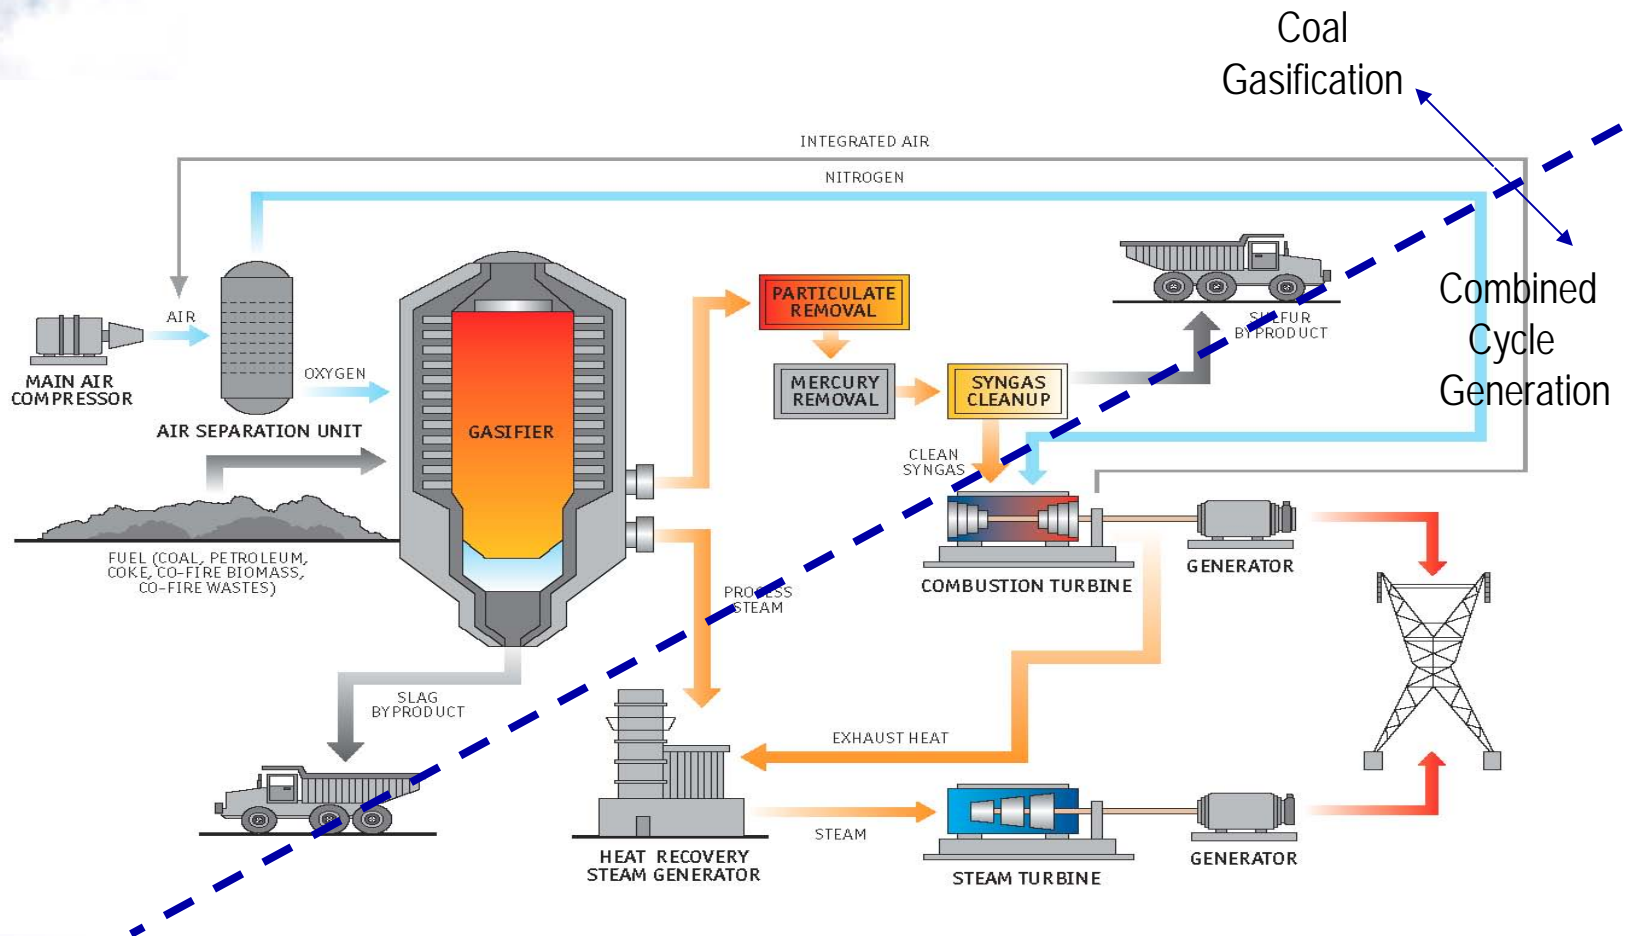 Coal
Gasification
INTEGRATED AIR
NITROGEN
PARTICULATE
REMOVAL
Combined
Cycle
Generation
AIR
SULFUR
BYPRODUCT
OXYGEN
MAIN AIR
COMPRESSOR
MERCURY
REMOVAL
SYNGAS
CLEANUP
AIR SEPARATION UNIT
GASIFIER
CLEAN
SYNGAS
FUEL (COAL, PETROLEUM,
COKE, CO-FIRE BIOMASS,
CO-FIRE WASTES)
COMBUSTION TURBINE
GENERATOR
PROCESS
STEAM
SLAG
BYPRODUCT
EXHAUST HEAT
STEAM
HEAT RECOVERY
STEAM GENERATOR
STEAM TURBINE
GENERATOR